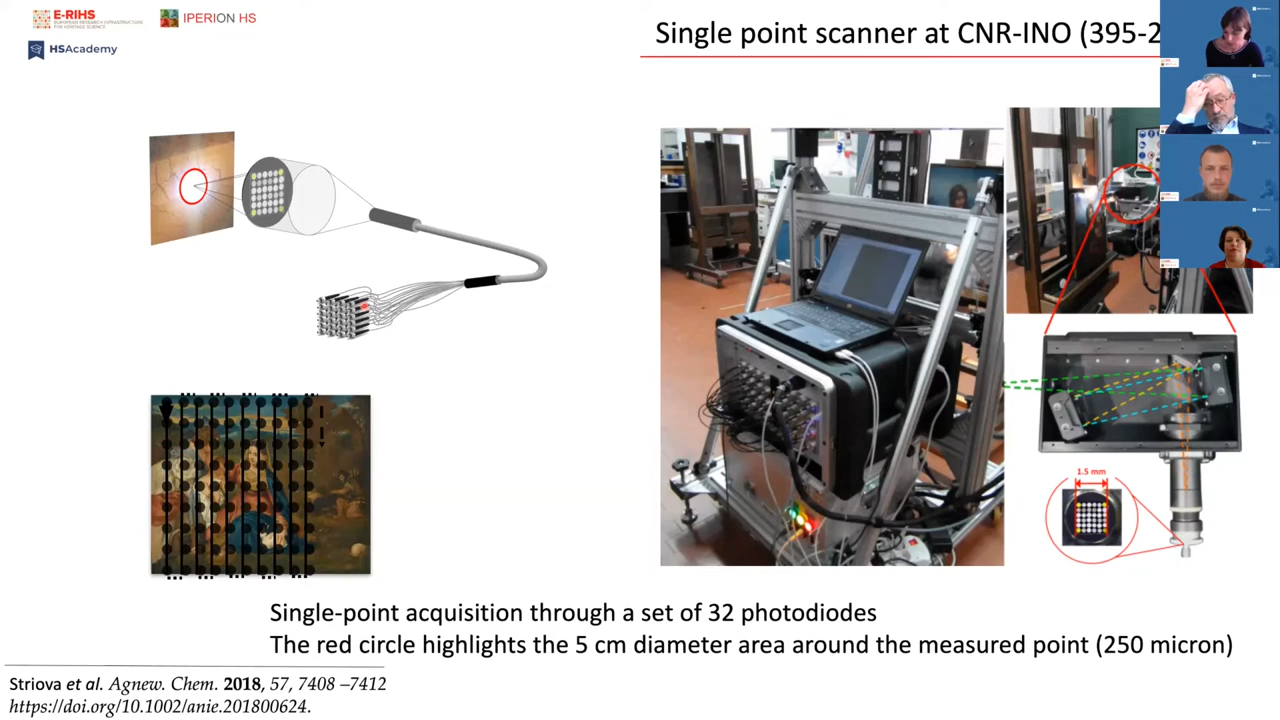 E-RIHS
EUROPEAN RESEARCH INFRASTRUCTURE
FOR HERITAGE SCIENCE
IPERION HS
HSAcademy
Single point scanner at CNR-INO (395-2
1.5 mm
Single-point acquisition through a set of 32 photodiodes
The red circle highlights the 5 cm diameter area around the measured point (250 micron)
Striova et al. Agnew. Chem. 2018, 57, 7408 –7412
https://doi.org/10.1002/anie.201800624.